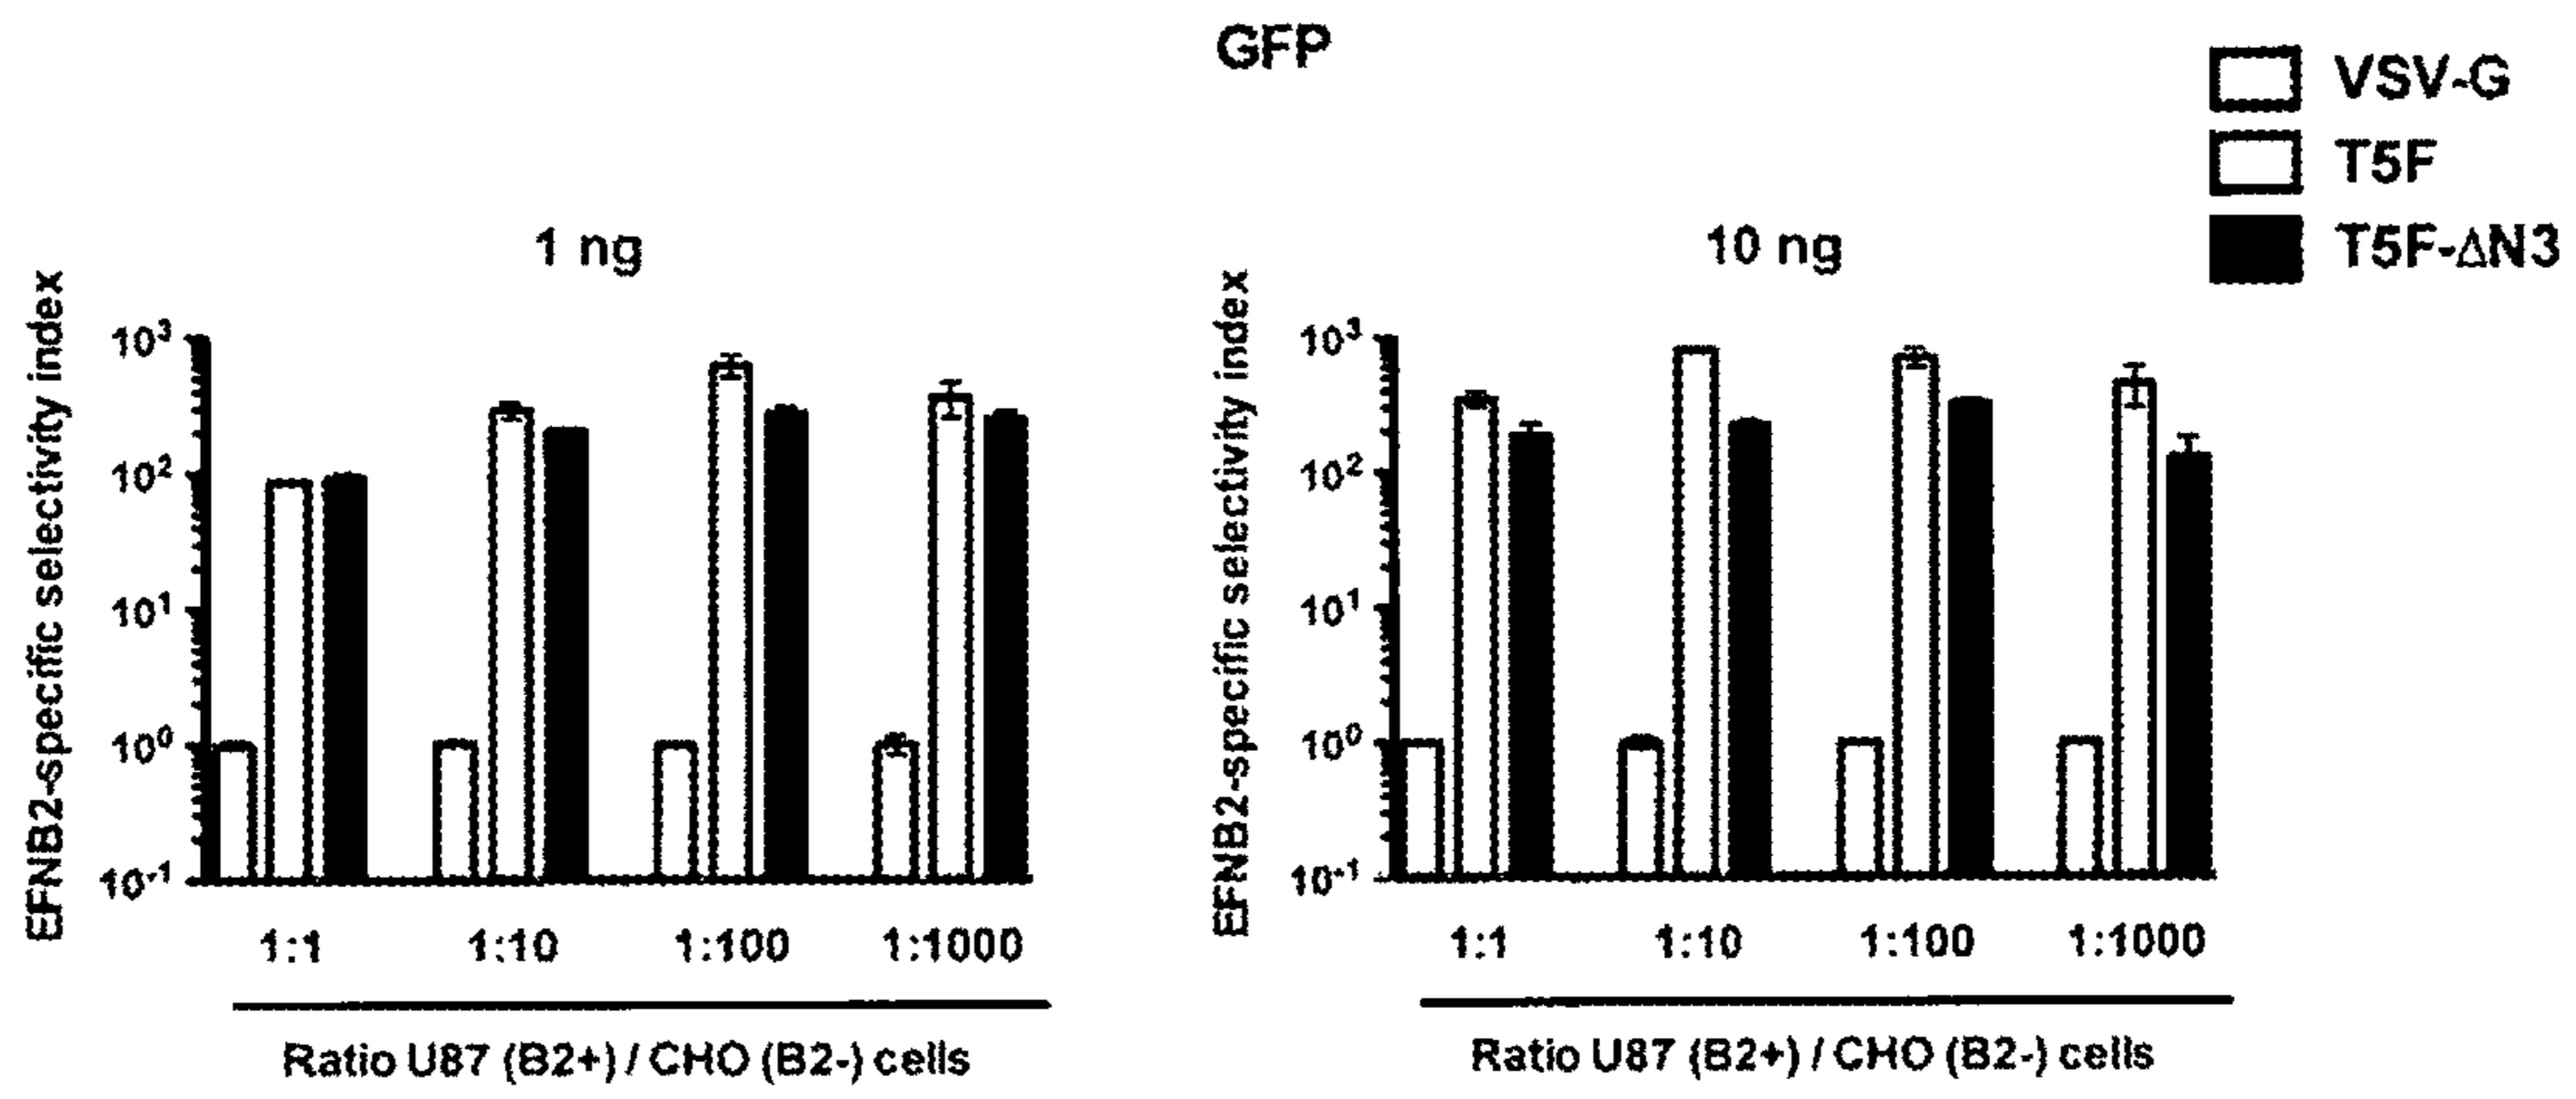 GFP
VSV-G
T5F
T5F-ΔN3
1 ng
EFNB2-specific selectivity index
10³
10²
10¹
10⁰
10⁻¹
1:1 1:10 1:100 1:1000
Ratio U87 (B2+) / CHO (B2-) cells
10 ng
EFNB2-specific selectivity index
10³
10²
10¹
10⁰
10⁻¹
1:1 1:10 1:100 1:1000
Ratio U87 (B2+) / CHO (B2-) cells